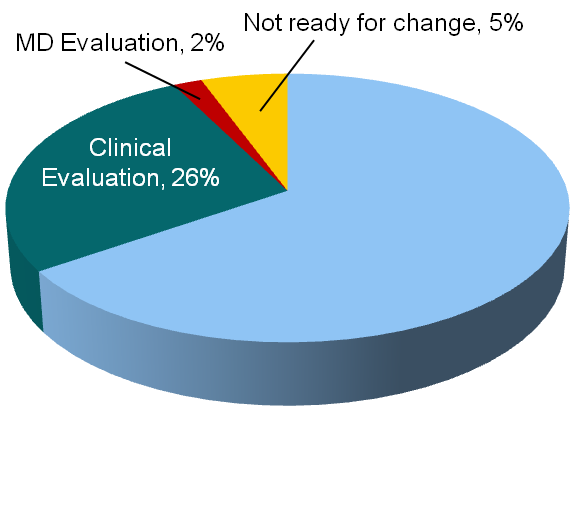 Not ready for change, 5%
MD Evaluation, 2%
Clinical
Evaluation, 26%